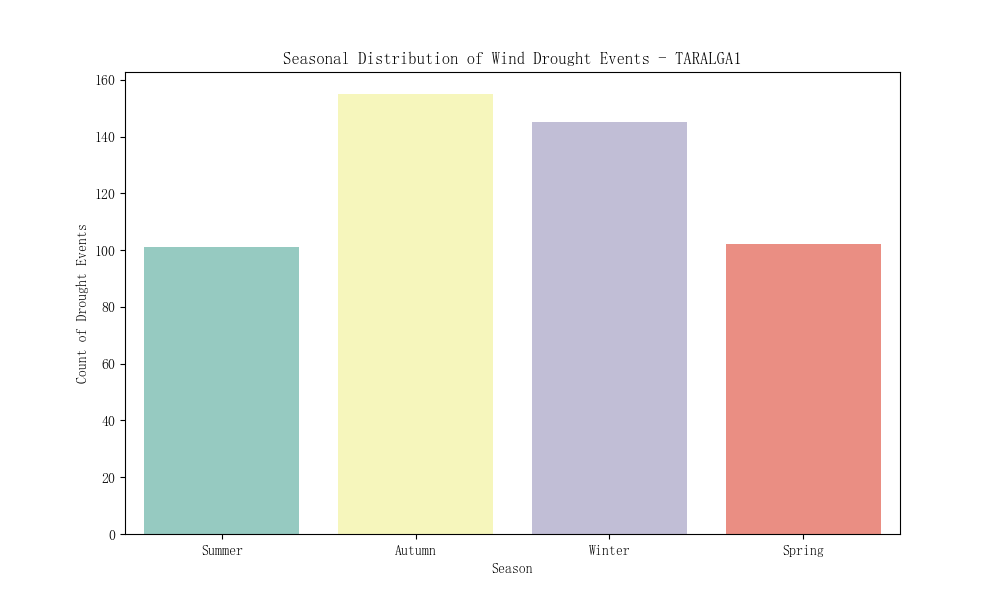 Seasonal Distribution of Wind Drought Events - TARALGA1
160
140
120
100
80
60
40
20
0
Count of Drought Events
Summer Autumn Winter Spring
Season